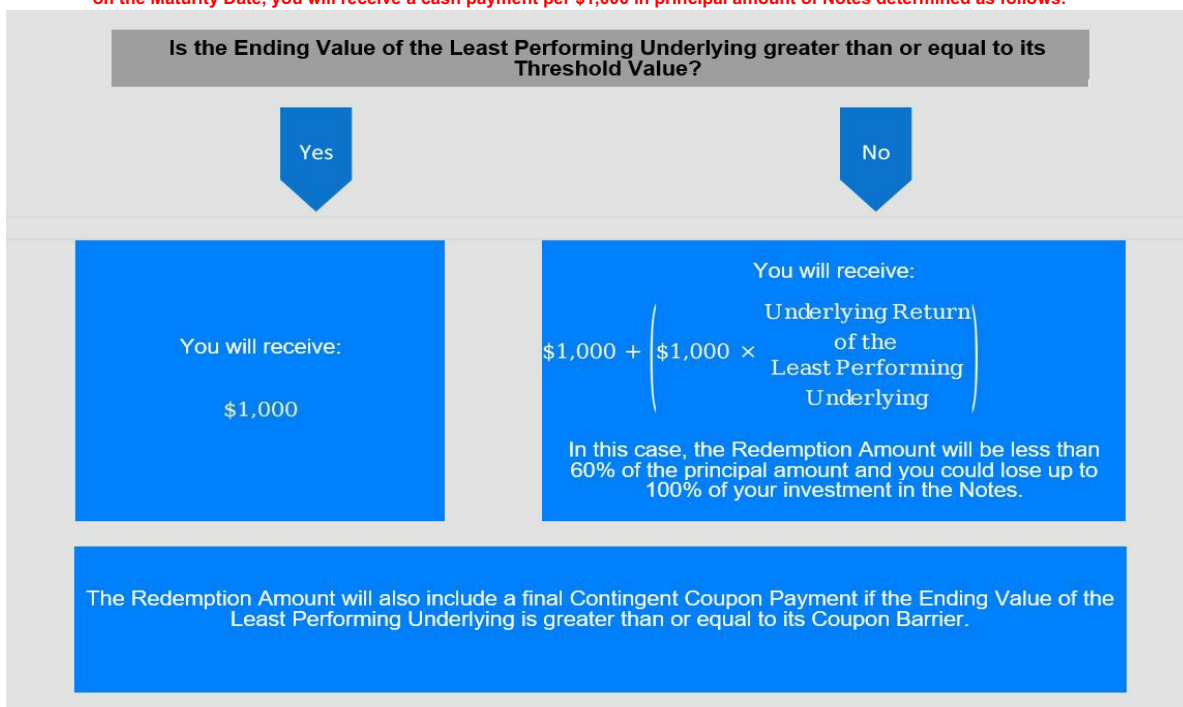 on the Maturity Date, you will receive a cash payment per $1,000 in principal amount of Notes determined as follows:
Is the Ending Value of the Least Performing Underlying greater than or equal to its
Threshold Value?
Yes
No
You will receive:
$1,000
You will receive:
$1,000 + ($1,000 × Underlying Return
of the
Least Performing
Underlying)
In this case, the Redemption Amount will be less than
60% of the principal amount and you could lose up to
100% of your investment in the Notes.
The Redemption Amount will also include a final Contingent Coupon Payment if the Ending Value of the
Least Performing Underlying is greater than or equal to its Coupon Barrier.